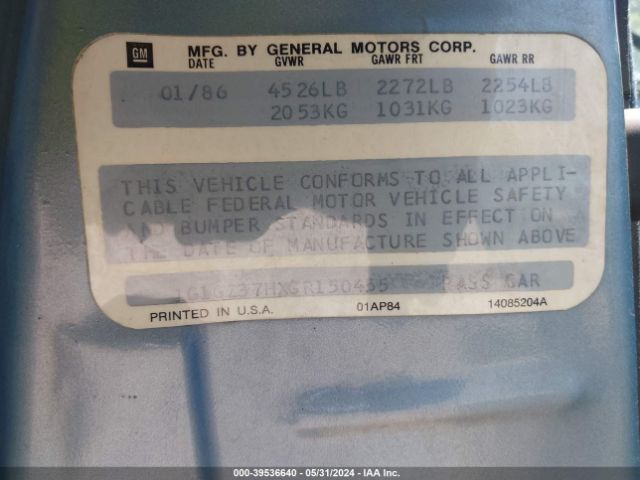 GM MFG. BY GENERAL MOTORS CORP.
DATE GVWR GAWR FRT GAWR RR
01/86 4526LB 2272LB 2254LB
2053KG 1031KG 1023KG
THIS VEHICLE CONFORMS TO ALL APPLI-
CABLE FEDERAL MOTOR VEHICLE SAFETY
AND BUMPER STANDARDS IN EFFECT ON
THE DATE OF MANUFACTURE SHOWN ABOVE
1G1GZ37HXGR150455 PASS CAR
PRINTED IN U.S.A. 01AP84 14085204A
000-39536640 - 05/31/2024 - IAA Inc.